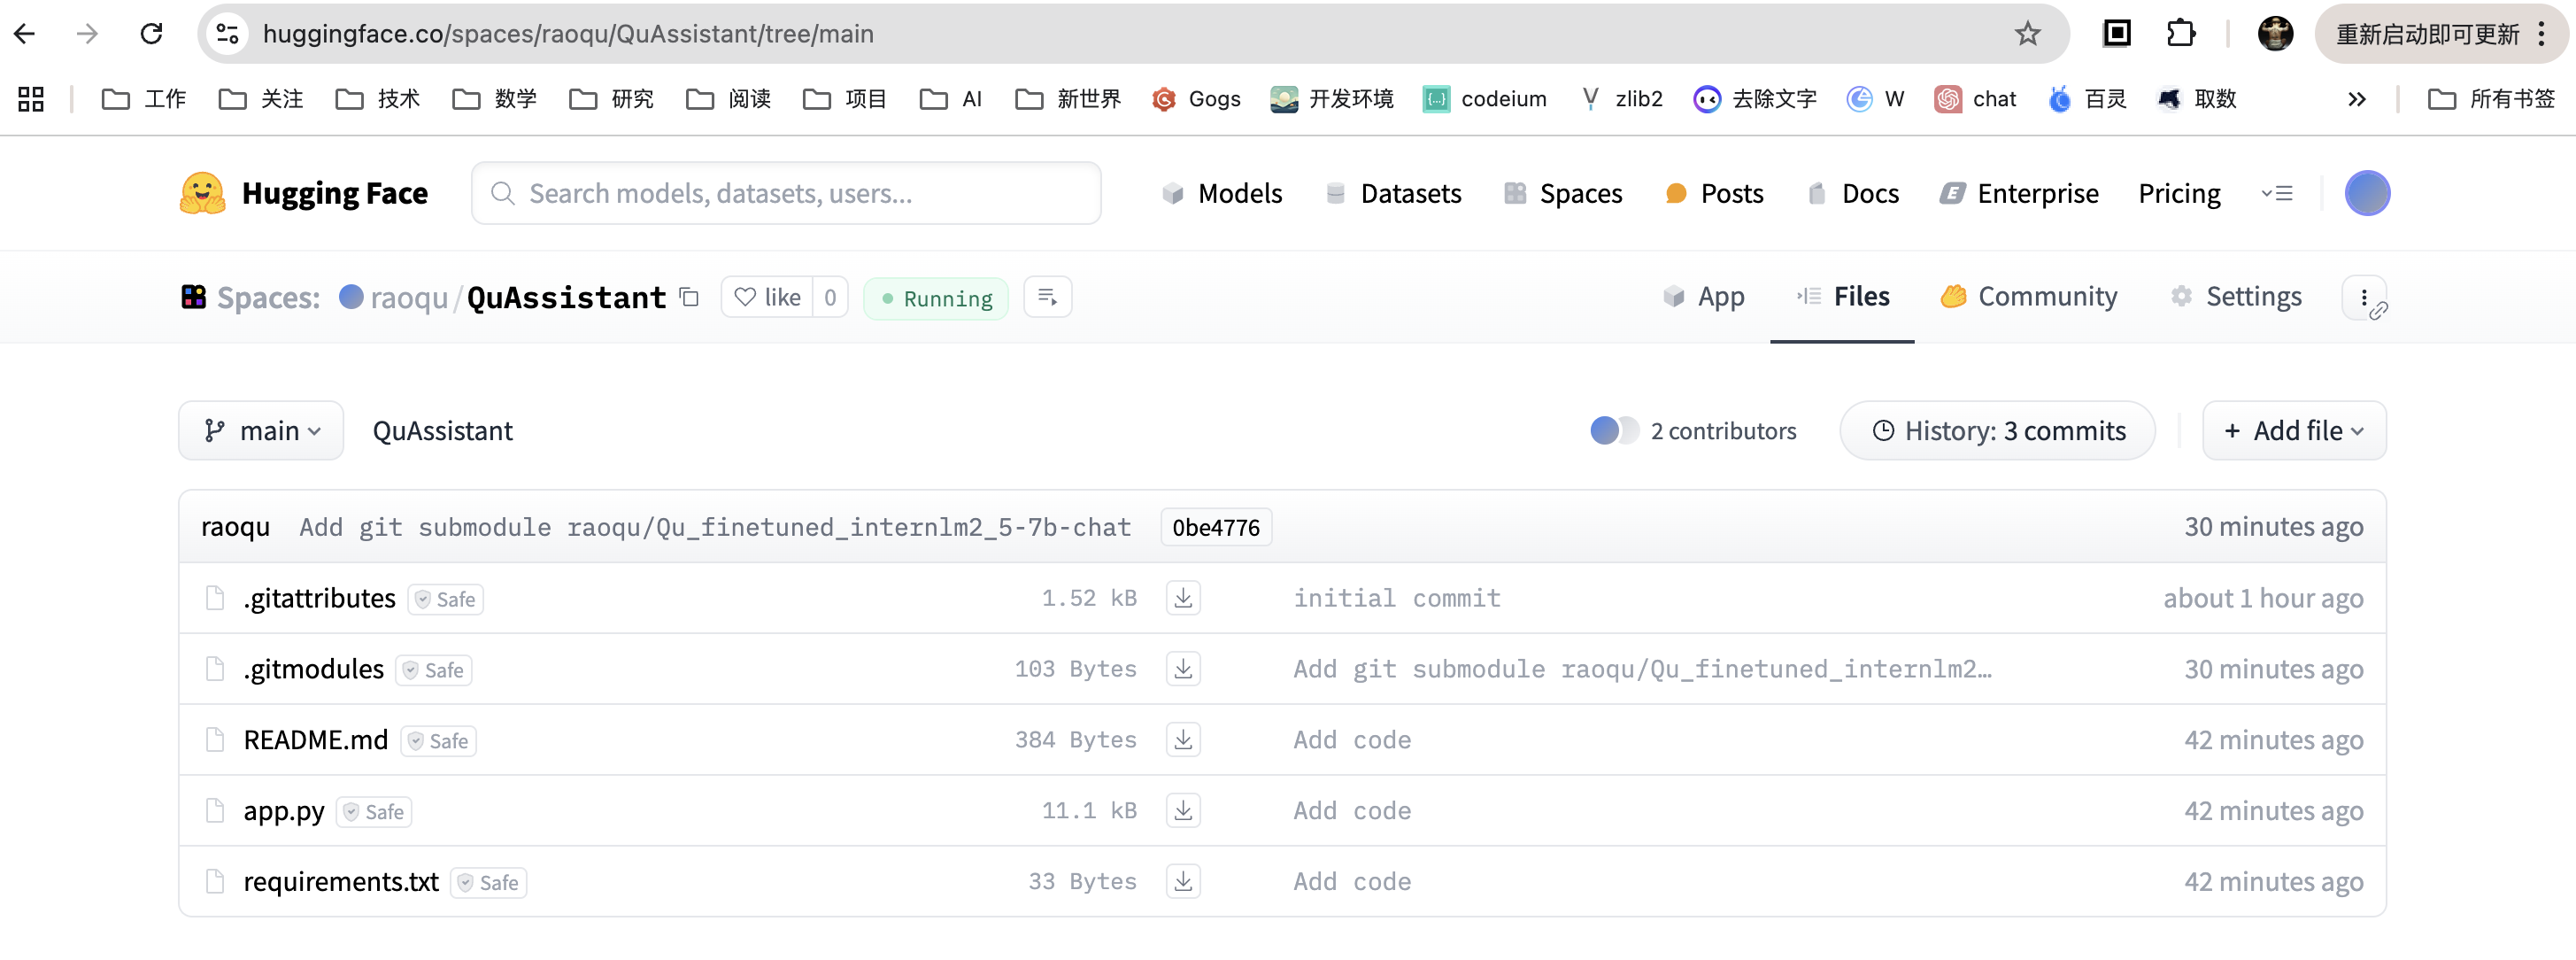 huggingface.co/spaces/raoqu/QuAssistant/tree/main 重新启动即可更新
工作 关注 技术 数学 研究 阅读 项目 AI 新世界 Gogs 开发环境 codeium zlib2 去除文字 W chat 百灵 取数 所有书签
Hugging Face Search models, datasets, users... Models Datasets Spaces Posts Docs Enterprise Pricing
Spaces: raoqu/QuAssistant like 0 Running App Files Community Settings
main QuAssistant 2 contributors History: 3 commits + Add file
raoqu Add git submodule raoqu/Qu_finetuned_internlm2_5-7b-chat 0be4776 30 minutes ago
.gitattributes Safe 1.52 kB initial commit about 1 hour ago
.gitmodules Safe 103 Bytes Add git submodule raoqu/Qu_finetuned_internlm2… 30 minutes ago
README.md Safe 384 Bytes Add code 42 minutes ago
app.py Safe 11.1 kB Add code 42 minutes ago
requirements.txt Safe 33 Bytes Add code 42 minutes ago